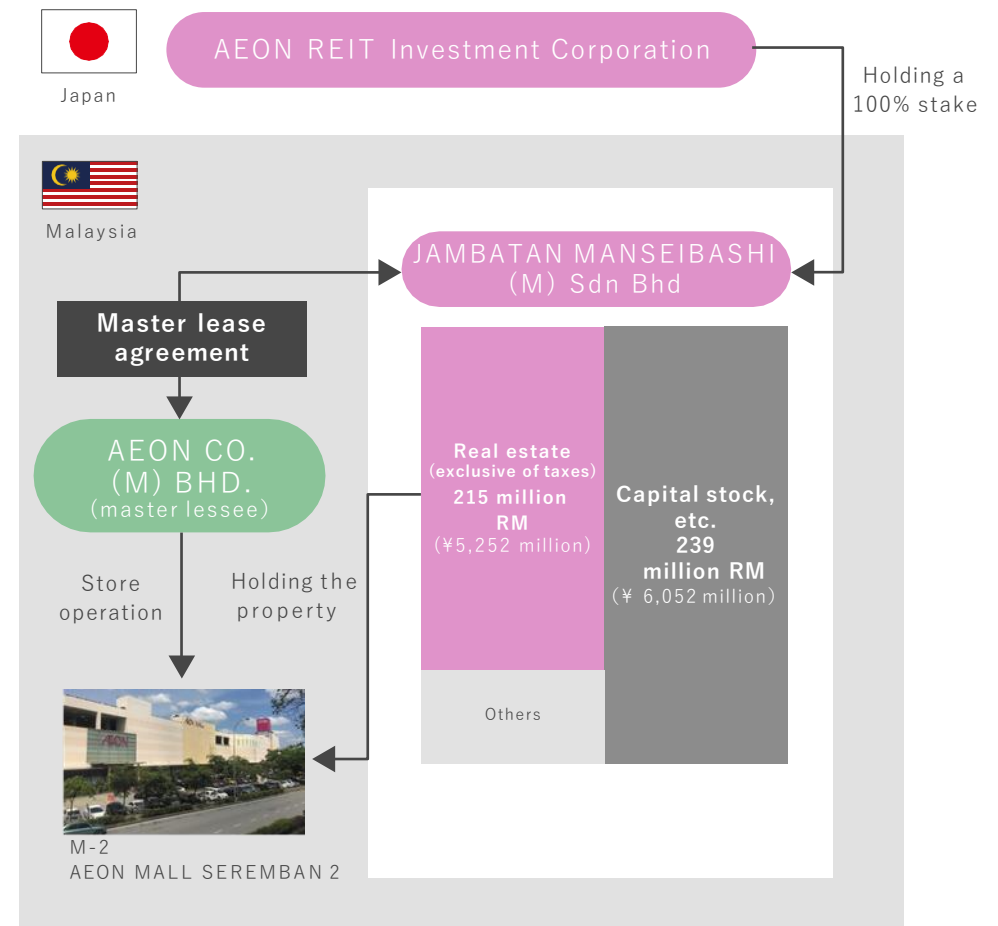 Japan
AEON REIT Investment Corporation
Holding a
100% stake
Malaysia
JAMBATAN MANSEIBASHI
(M) Sdn Bhd
Master lease
agreement
AEON CO.
(M) BHD.
(master lessee)
Real estate
(exclusive of taxes)
215 million
RM
(¥5,252 million)
Capital stock,
etc.
239
million RM
(¥ 6,052 million)
Store
operation
Holding the
property
Others
AEON
M-2
AEON MALL SEREMBAN 2